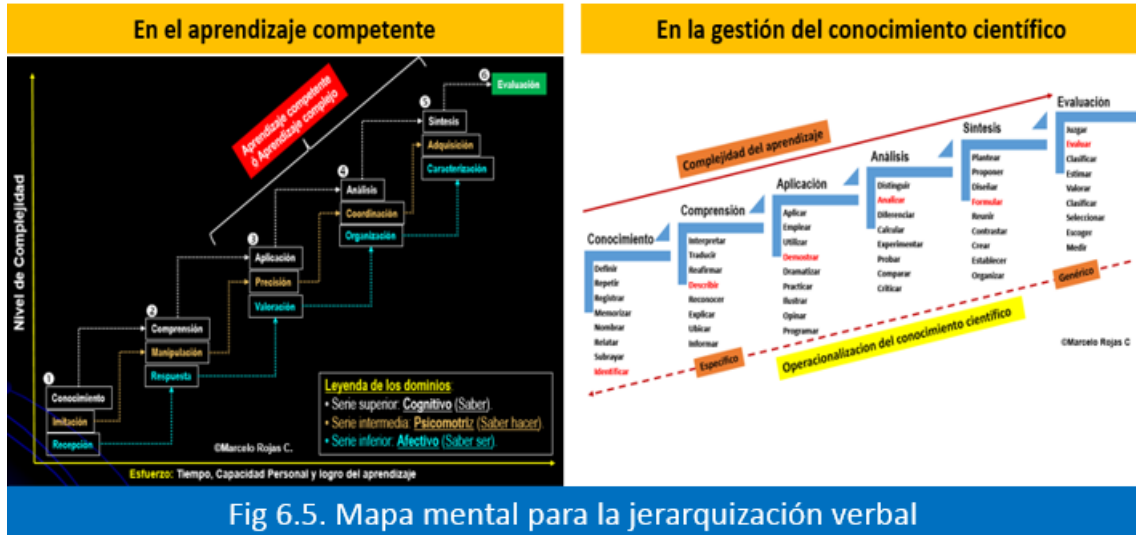 En el aprendizaje competente
Nivel de Complejidad
Aprendizaje competente
ò Aprendizaje complejo
6
Evaluación
5
Síntesis
Adquisición
Caracterización
4
Análisis
Coordinación
Organización
3
Aplicación
Precisión
Valoración
2
Comprensión
Manipulación
Respuesta
1
Conocimiento
Imitación
Recepción
Leyenda de los dominios:
• Serie superior: Cognitivo (Saber).
• Serie intermedia: Psicomotriz (Saber hacer).
• Serie inferior: Afectivo (Saber ser).
©Marcelo Rojas C.
Esfuerzo: Tiempo, Capacidad Personal y logro del aprendizaje
En la gestión del conocimiento científico
Complejidad del aprendizaje
Conocimiento
Definir
Repetir
Registrar
Memorizar
Nombrar
Relatar
Subrayar
Identificar
Comprensión
Interpretar
Traducir
Reafirmar
Describir
Reconocer
Explicar
Ubicar
Informar
Aplicación
Aplicar
Emplear
Utilizar
Demostrar
Dramatizar
Practicar
Ilustrar
Opinar
Programar
Análisis
Distinguir
Analizar
Diferenciar
Calcular
Experimentar
Probar
Comparar
Criticar
Síntesis
Plantear
Proponer
Diseñar
Formular
Reunir
Contrastar
Crear
Establecer
Organizar
Evaluación
Juzgar
Evaluar
Clasificar
Estimar
Valorar
Clasificar
Seleccionar
Escoger
Medir
Específico
Genérico
Operacionalizacion del conocimiento científico
©Marcelo Rojas C
Fig 6.5. Mapa mental para la jerarquización verbal